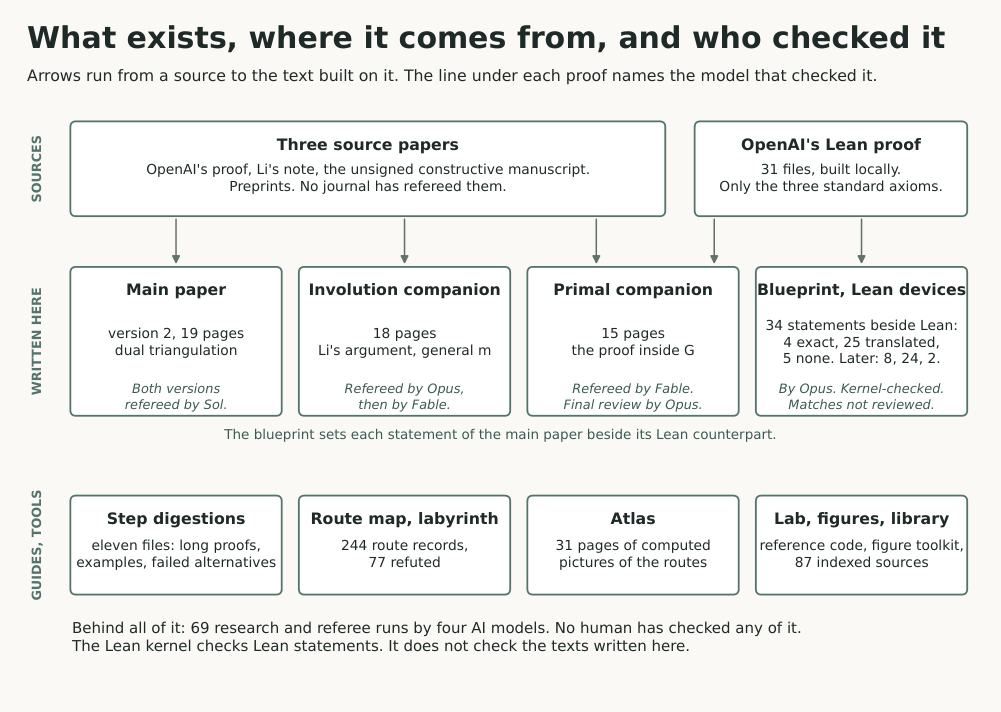 What exists, where it comes from, and who checked it
Arrows run from a source to the text built on it. The line under each proof names the model that checked it.
SOURCES
Three source papers
OpenAI's proof, Li's note, the unsigned constructive manuscript.
Preprints. No journal has refereed them.
OpenAI's Lean proof
31 files, built locally.
Only the three standard axioms.
WRITTEN HERE
Main paper
version 2, 19 pages
dual triangulation
Both versions
refereed by Sol.
Involution companion
18 pages
Li's argument, general m
Refereed by Opus,
then by Fable.
Primal companion
15 pages
the proof inside G
Refereed by Fable.
Final review by Opus.
Blueprint, Lean devices
34 statements beside Lean:
4 exact, 25 translated,
5 none. Later: 8, 24, 2.
By Opus. Kernel-checked.
Matches not reviewed.
The blueprint sets each statement of the main paper beside its Lean counterpart.
GUIDES, TOOLS
Step digestions
eleven files: long proofs,
examples, failed alternatives
Route map, labyrinth
244 route records,
77 refuted
Atlas
31 pages of computed
pictures of the routes
Lab, figures, library
reference code, figure toolkit,
87 indexed sources
Behind all of it: 69 research and referee runs by four AI models. No human has checked any of it.
The Lean kernel checks Lean statements. It does not check the texts written here.